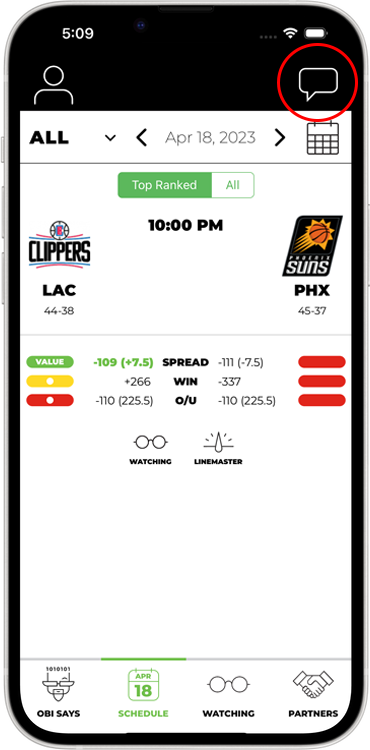 5:09
ALL Apr 18, 2023
Top Ranked All
10:00 PM
CLIPPERS
PHOENIX
SUNS
LAC PHX
44-38 45-37
VALUE -109 (+7.5) SPREAD -111 (-7.5)
+266 WIN -337
-110 (225.5) O/U -110 (225.5)
WATCHING LINEMASTER
1010101
APR
18
OBI SAYS SCHEDULE WATCHING PARTNERS